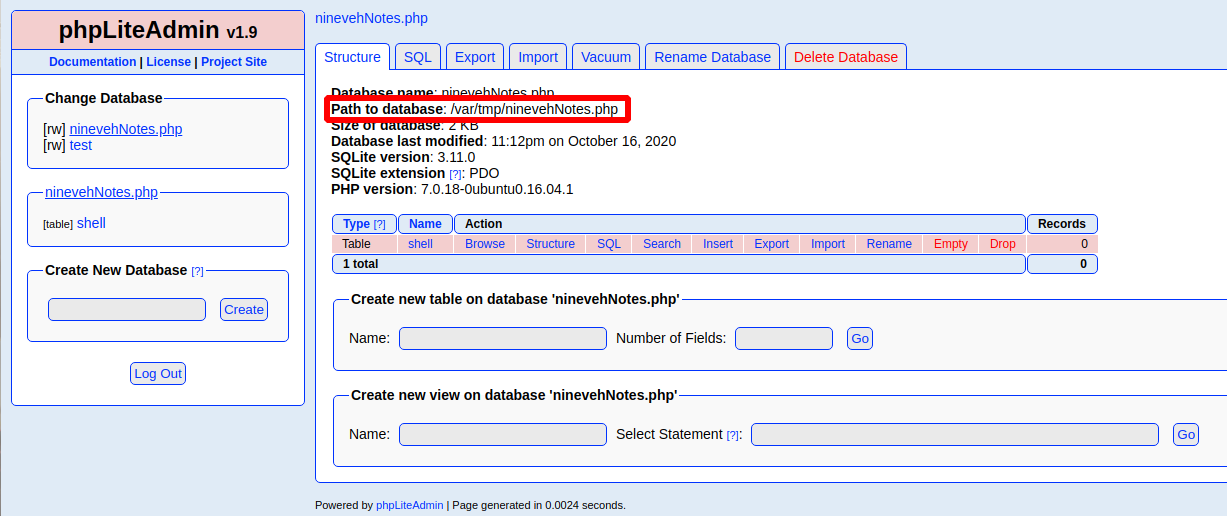 phpLiteAdmin v1.9
Documentation | License | Project Site
Change Database
[rw] ninevehNotes.php
[rw] test
ninevehNotes.php
[table] shell
Create New Database [?]
Create
Log Out
ninevehNotes.php
Structure SQL Export Import Vacuum Rename Database Delete Database
Database name: ninevehNotes.php
Path to database: /var/tmp/ninevehNotes.php
Size of database: 2 KB
Database last modified: 11:12pm on October 16, 2020
SQLite version: 3.11.0
SQLite extension [?]: PDO
PHP version: 7.0.18-0ubuntu0.16.04.1
Type [?] Name Action Records
Table shell Browse Structure SQL Search Insert Export Import Rename Empty Drop 0
1 total 0
Create new table on database 'ninevehNotes.php'
Name: Number of Fields: Go
Create new view on database 'ninevehNotes.php'
Name: Select Statement [?]: Go
Powered by phpLiteAdmin | Page generated in 0.0024 seconds.